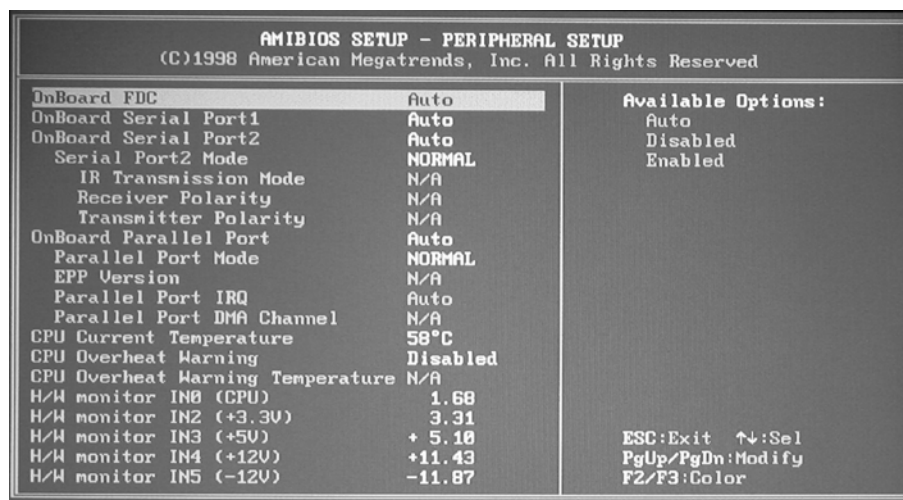 AMIBIOS SETUP - PERIPHERAL SETUP
(C)1998 American Megatrends, Inc. All Rights Reserved
OnBoard FDC Auto
OnBoard Serial Port1 Auto
OnBoard Serial Port2 Auto
Serial Port2 Mode NORMAL
IR Transmission Mode N/A
Receiver Polarity N/A
Transmitter Polarity N/A
OnBoard Parallel Port Auto
Parallel Port Mode NORMAL
EPP Version N/A
Parallel Port IRQ Auto
Parallel Port DMA Channel N/A
CPU Current Temperature 58°C
CPU Overheat Warning Disabled
CPU Overheat Warning Temperature N/A
H/W monitor IN0 (CPU) 1.68
H/W monitor IN2 (+3.3V) 3.31
H/W monitor IN3 (+5V) + 5.10
H/W monitor IN4 (+12V) +11.43
H/W monitor IN5 (-12V) -11.87
Available Options:
Auto
Disabled
Enabled
ESC:Exit ↑↓:Sel
PgUp/PgDn:Modify
F2/F3:Color